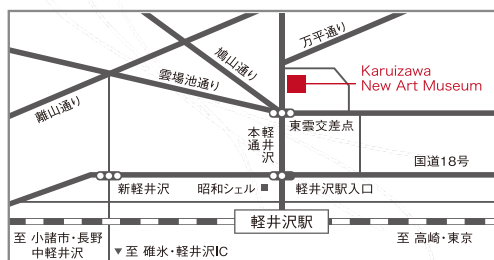 万平通り
鳩山通り
雲場池通り
離山通り
Karuizawa
New Art Museum
東雲交差点
軽井沢
本通
国道18号
新軽井沢
昭和シェル
軽井沢駅入口
軽井沢駅
至 小諸市・長野
中軽井沢
▼至 碓氷・軽井沢IC
至 高崎・東京